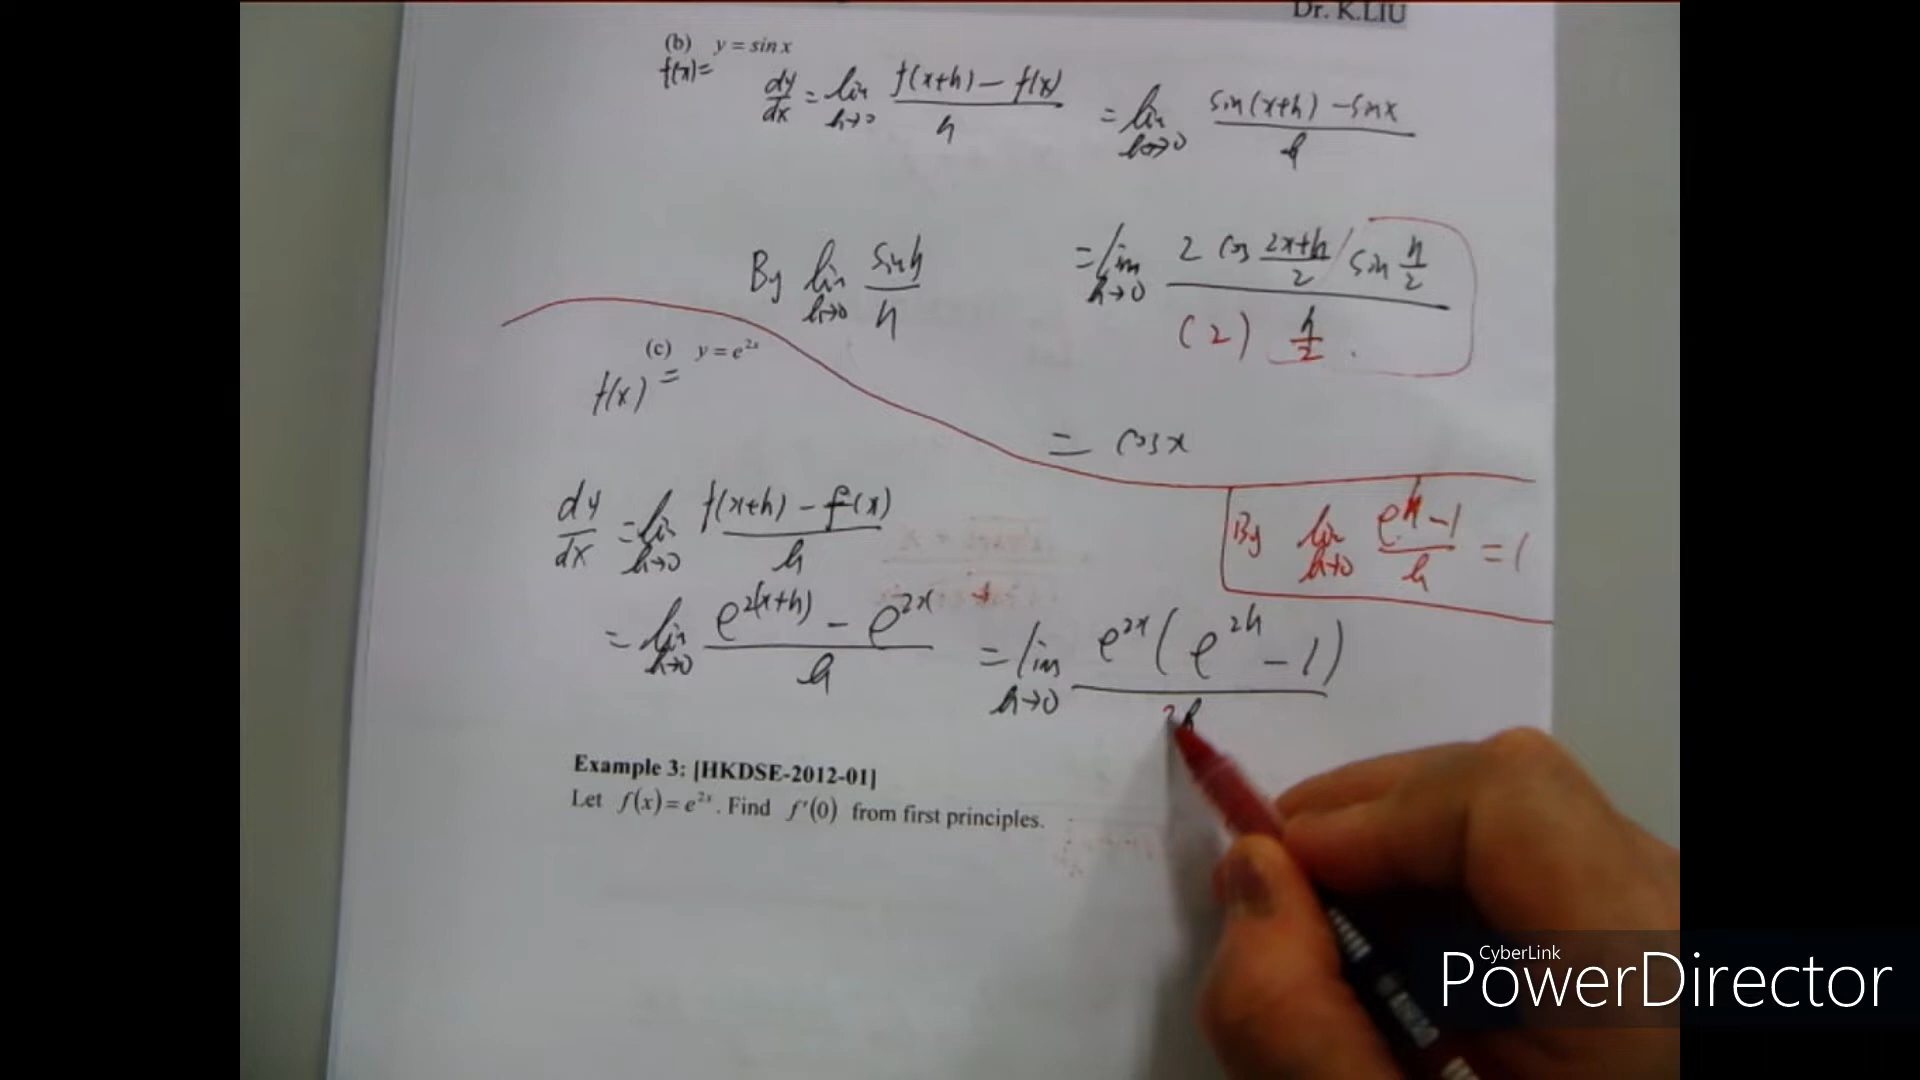 Dr. K.LIU
(b) y = sin x
f(x)=
dy/dx = lim h→0 (f(x+h) − f(x))/h = lim h→0 (sin(x+h) − sin x)/h
By lim h→0 sin h/h
= lim h→0 (2 cos (2x+h)/2 sin h/2)/((2) h/2)
(c) y = e^{2x}
f(x) =
= cos x
dy/dx = lim h→0 (f(x+h) − f(x))/h
By lim h→0 (e^h − 1)/h = 1
= lim h→0 (e^{2(x+h)} − e^{2x})/h = lim h→0 (e^{2x}(e^{2h} − 1))/2h
Example 3: [HKDSE-2012-01]
Let f(x) = e^{2x}. Find f'(0) from first principles.
CyberLink
PowerDirector